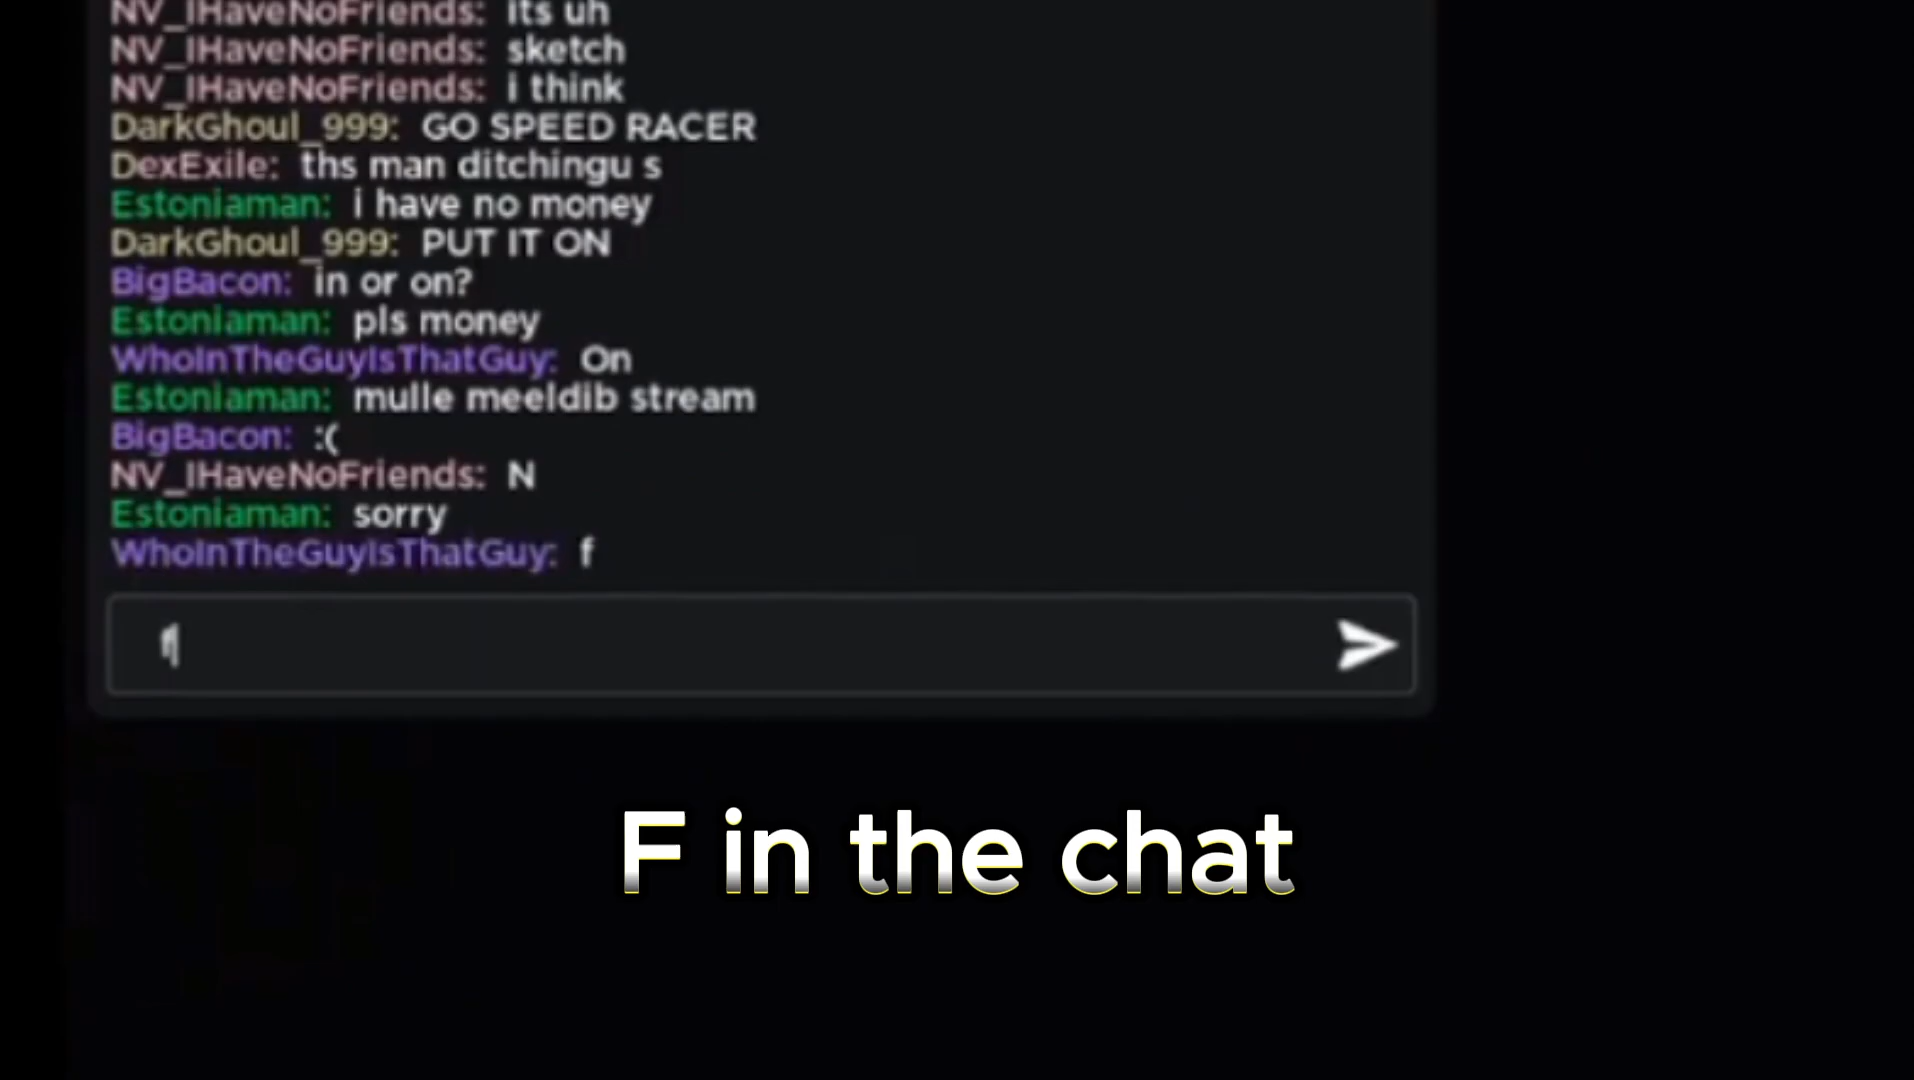 NV_IHaveNoFriends: its uh
NV_IHaveNoFriends: sketch
NV_IHaveNoFriends: i think
DarkGhoul_999: GO SPEED RACER
DexExile: ths man ditchingu s
Estoniaman: i have no money
DarkGhoul_999: PUT IT ON
BigBacon: in or on?
Estoniaman: pls money
WhoInTheGuyIsThatGuy: On
Estoniaman: mulle meeldib stream
BigBacon: :(
NV_IHaveNoFriends: N
Estoniaman: sorry
WhoInTheGuyIsThatGuy: f
f
F in the chat